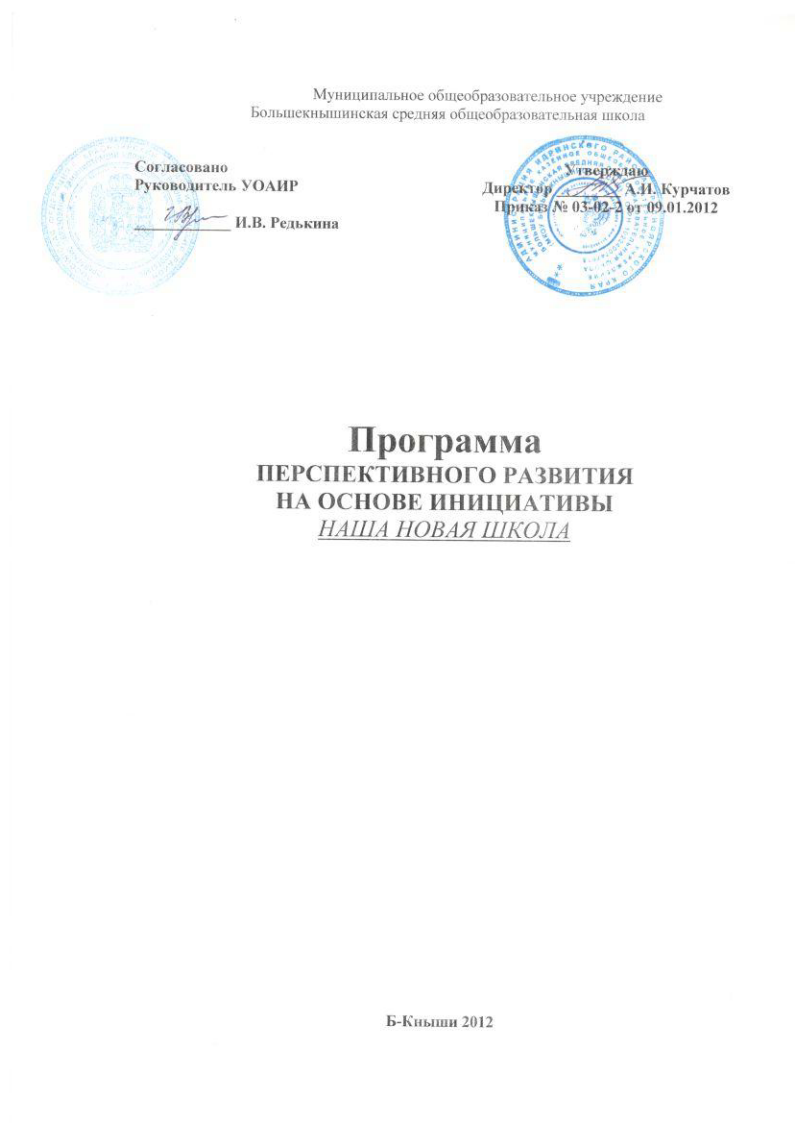 Муниципальное общеобразовательное учреждение
Большекнышинская средняя общеобразовательная школа
Согласовано
Руководитель УОАИР
И.В. Редькина
Утверждаю
Директор А.И. Курчатов
Приказ № 03-02-2 от 09.01.2012
Программа
ПЕРСПЕКТИВНОГО РАЗВИТИЯ
НА ОСНОВЕ ИНИЦИАТИВЫ
НАША НОВАЯ ШКОЛА
Б-Кныши 2012